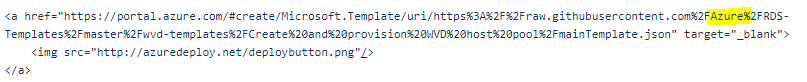 <a href="https://portal.azure.com/#create/Microsoft.Template/uri/https%3A%2F%2Fraw.githubusercontent.com%2FAzure%2FRDS-
Templates%2Fmaster%2Fwvd-templates%2FCreate%20and%20provision%20WVD%20host%20pool%2FmainTemplate.json" target="_blank">
    <img src="http://azuredeploy.net/deploybutton.png"/>
</a>